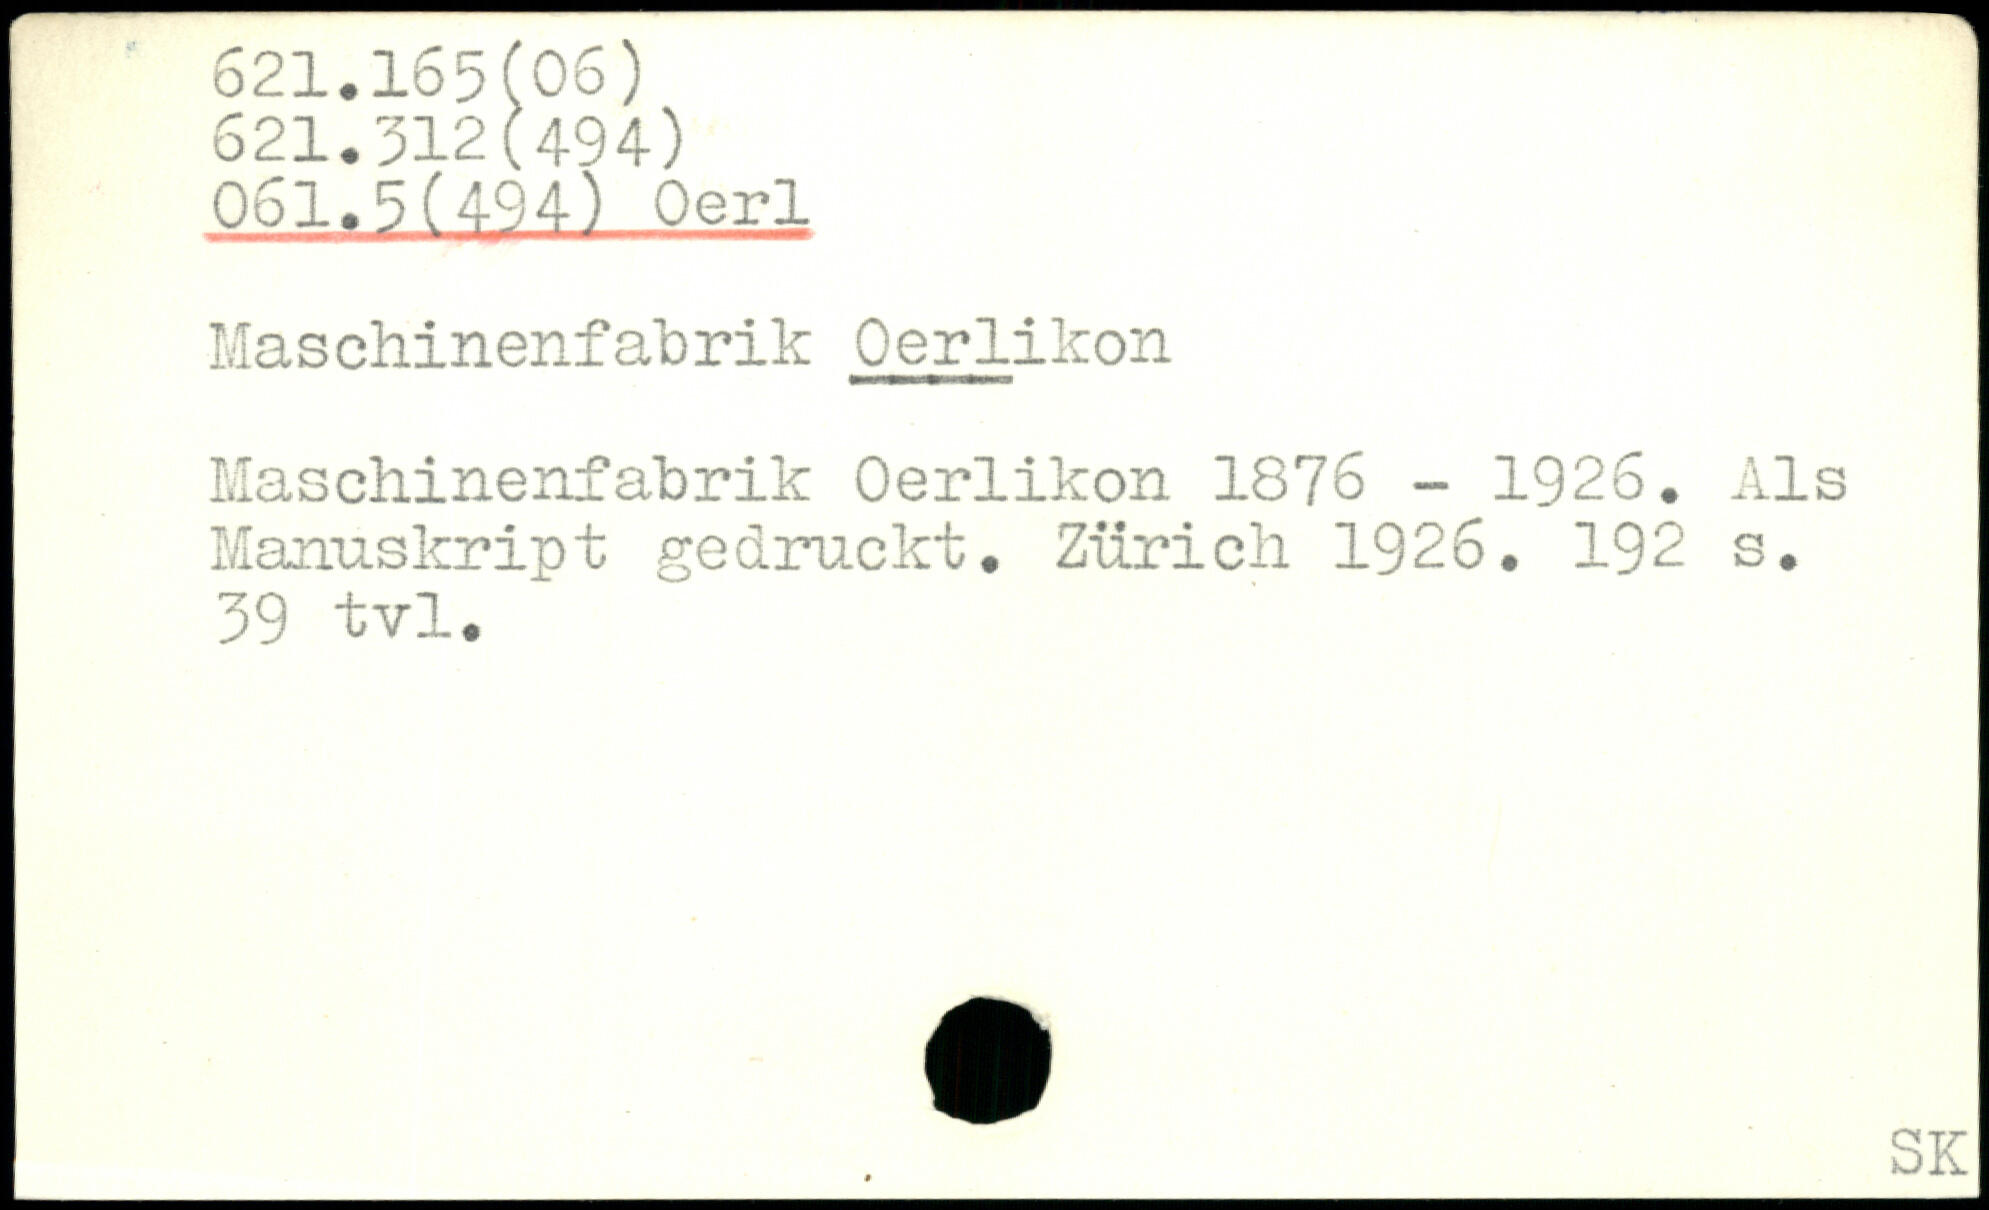 621.165(06)
621.312(494)
061.5(494) Oerl
Maschinenfabrik Oerlikon
Maschinenfabrik Oerlikon 1876 - 1926. Als
Manuskript gedruckt. Zürich 1926. 192 s.
39 tvl.
SK